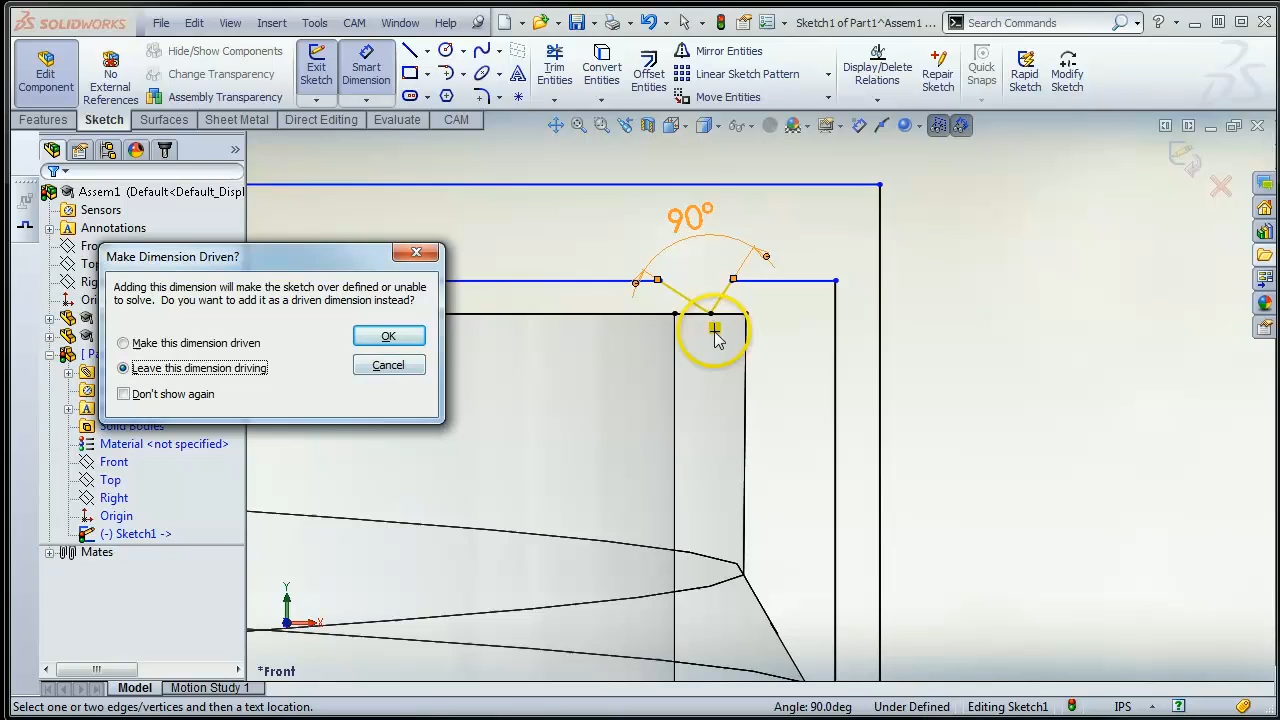 SOLIDWORKS
File Edit View Insert Tools CAM Window Help
Sketch1 of Part1^Assem1 ...
Search Commands
Edit Component
No External References
Hide/Show Components
Change Transparency
Assembly Transparency
Exit Sketch
Smart Dimension
Trim Entities
Convert Entities
Offset Entities
Mirror Entities
Linear Sketch Pattern
Move Entities
Display/Delete Relations
Repair Sketch
Quick Snaps
Rapid Sketch
Modify Sketch
Features Sketch Surfaces Sheet Metal Direct Editing Evaluate CAM
Assem1 (Default<Default_Displ
Sensors
Annotations
Make Dimension Driven?
Adding this dimension will make the sketch over defined or unable
to solve. Do you want to add it as a driven dimension instead?
Make this dimension driven
OK
Leave this dimension driving
Cancel
Don't show again
90°
Solid Bodies
Material <not specified>
Front
Top
Right
Origin
(-) Sketch1 ->
Mates
Y
X
*Front
Model Motion Study 1
Select one or two edges/vertices and then a text location.
Angle: 90.0deg Under Defined Editing Sketch1 IPS